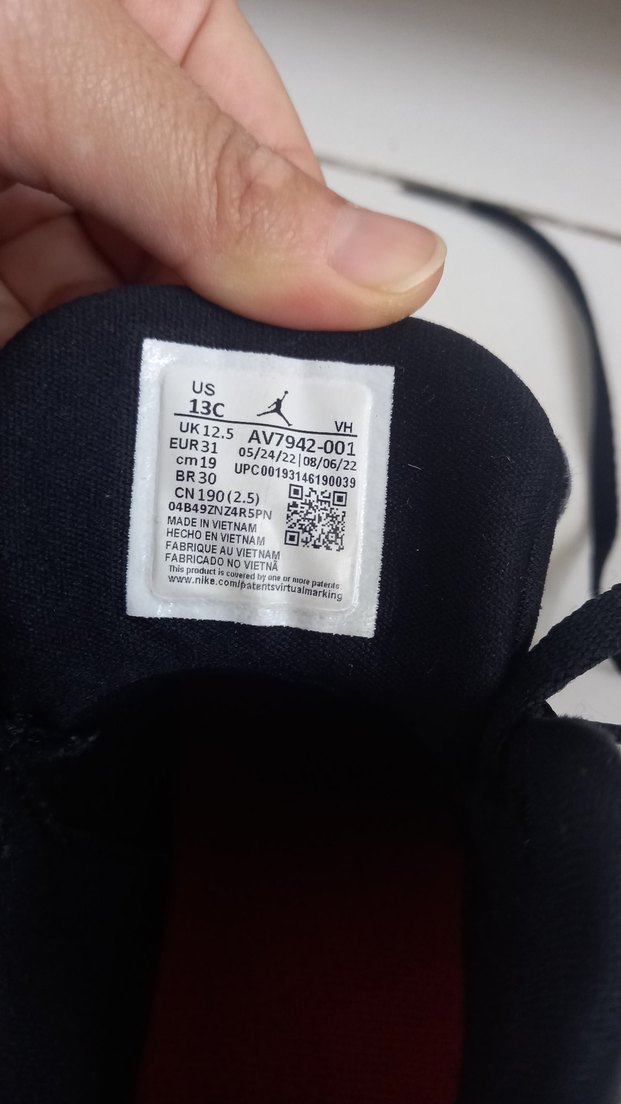 US
13C
VH
UK 12.5 AV7942-001
EUR 31 05/24/22|08/06/22
cm 19 UPC 00193146190039
BR 30
CN 190 (2.5)
04B49ZNZ4R5PN
MADE IN VIETNAM
HECHO EN VIETNAM
FABRIQUE AU VIETNAM
FABRICADO NO VIETNÃ
This product is covered by one or more patents.
www.nike.com/patentsvirtualmarking